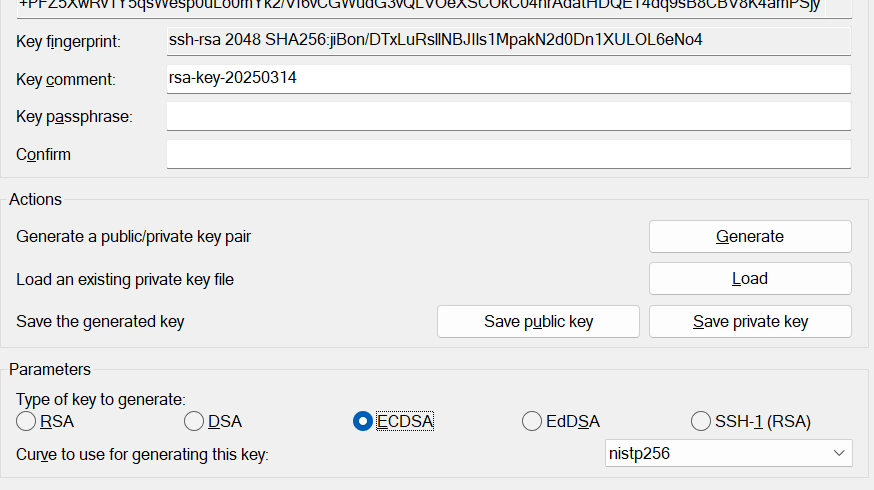 Key fingerprint: ssh-rsa 2048 SHA256:jiBon/DTxLuRsllNBJlls1MpakN2d0Dn1XULOL6eNo4
Key comment: rsa-key-20250314
Key passphrase:
Confirm
Actions
Generate a public/private key pair Generate
Load an existing private key file Load
Save the generated key Save public key Save private key
Parameters
Type of key to generate:
RSA DSA ECDSA EdDSA SSH-1 (RSA)
Curve to use for generating this key: nistp256